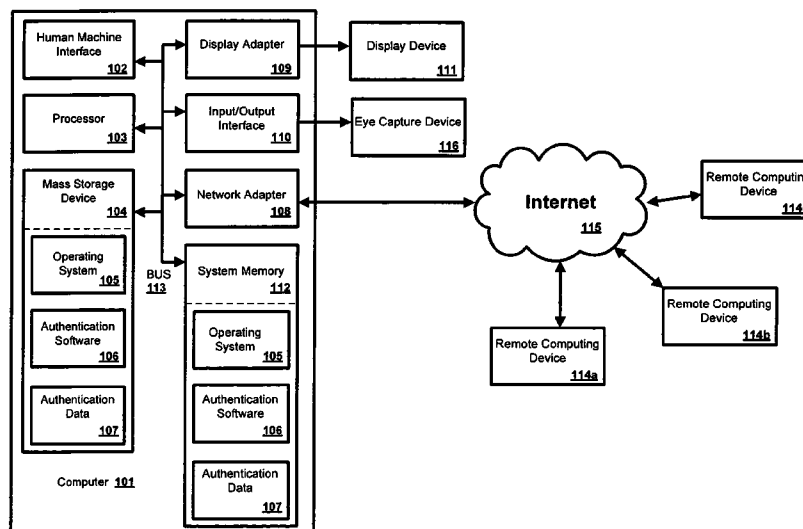 Human Machine
Interface
102
Processor
103
Mass Storage
Device
104
Operating
System
105
Authentication
Software
106
Authentication
Data
107
Computer 101
BUS
113
Display Adapter
109
Input/Output
Interface
110
Network Adapter
108
System Memory
112
Operating
System
105
Authentication
Software
106
Authentication
Data
107
Display Device
111
Eye Capture Device
116
Internet
115
Remote Computing
Device
114
Remote Computing
Device
114b
Remote Computing
Device
114a